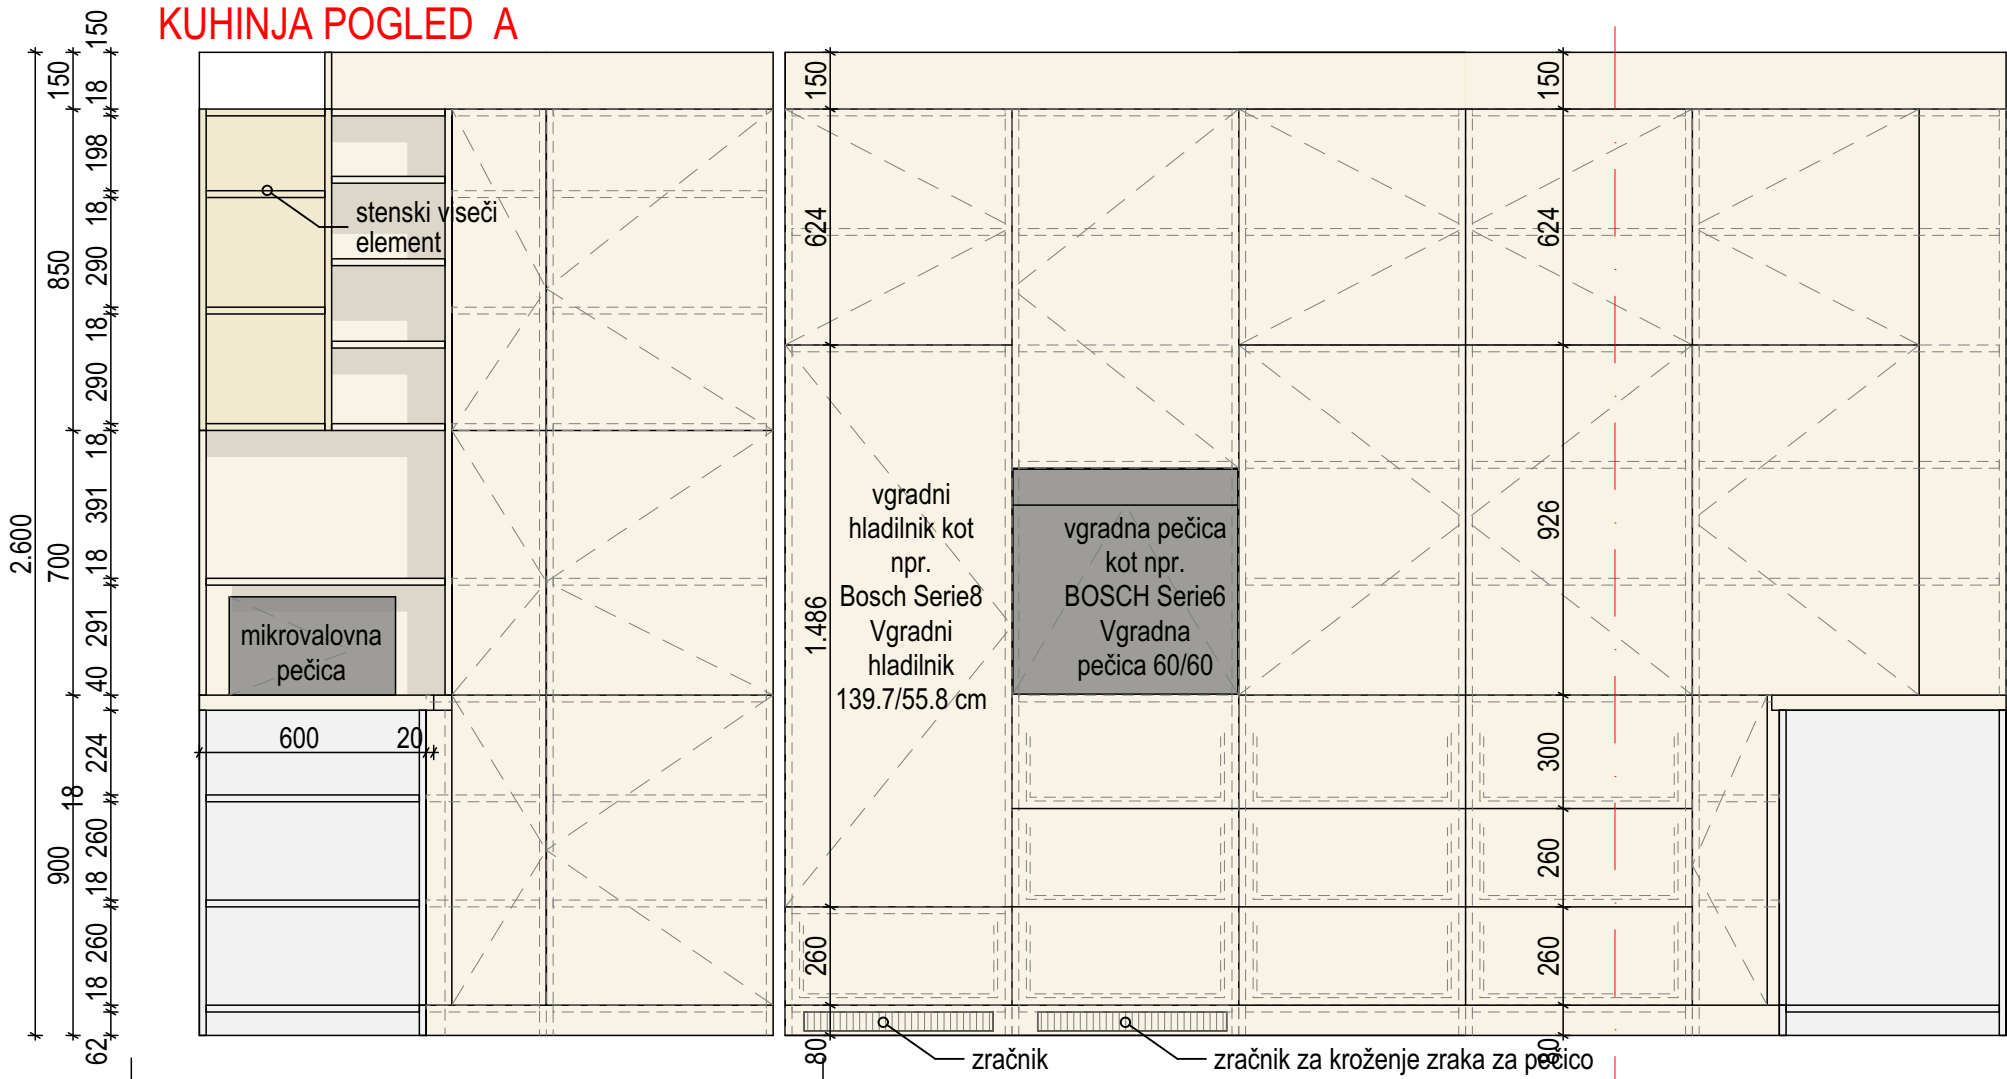 KUHINJA POGLED A
150
18
198
18
290
18
290
18
391
18
291
40
224
18
260
18
260
18
62
150
850
700
900
2.600
stenski viseči
element
mikrovalovna
pečica
600
20
150
624
1.486
260
80
vgradni
hladilnik kot
npr.
Bosch Serie8
Vgradni
hladilnik
139.7/55.8 cm
vgradna pečica
kot npr.
BOSCH Serie6
Vgradna
pečica 60/60
150
624
926
300
260
260
80
zračnik
zračnik za kroženje zraka za pečico